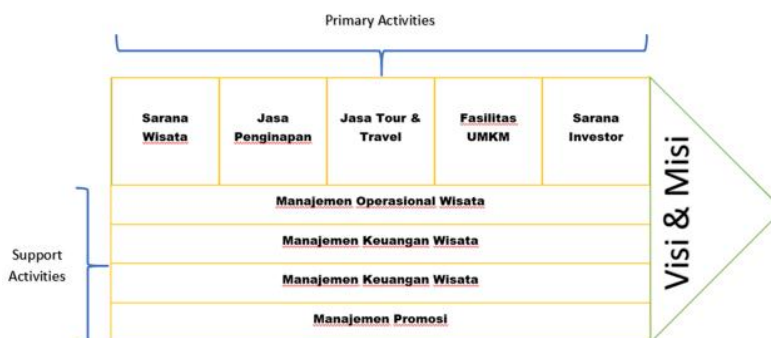 Primary Activities
Sarana
Wisata
Jasa
Penginapan
Jasa Tour &
Travel
Fasilitas
UMKM
Sarana
Investor
Visi & Misi
Support
Activities
Manajemen Operasional Wisata
Manajemen Keuangan Wisata
Manajemen Keuangan Wisata
Manajemen Promosi